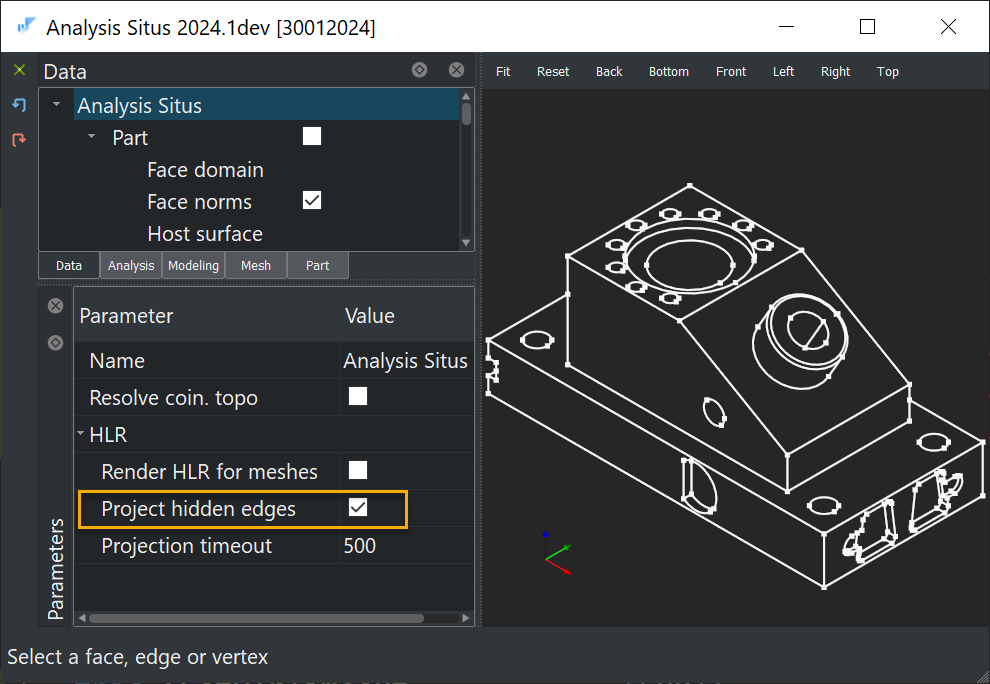 Analysis Situs 2024.1dev [30012024]
Data
Fit Reset Back Bottom Front Left Right Top
Analysis Situs
Part
Face domain
Face norms
Host surface
Data Analysis Modeling Mesh Part
Parameter Value
Name Analysis Situs
Resolve coin. topo
HLR
Render HLR for meshes
Project hidden edges
Projection timeout 500
Parameters
Select a face, edge or vertex